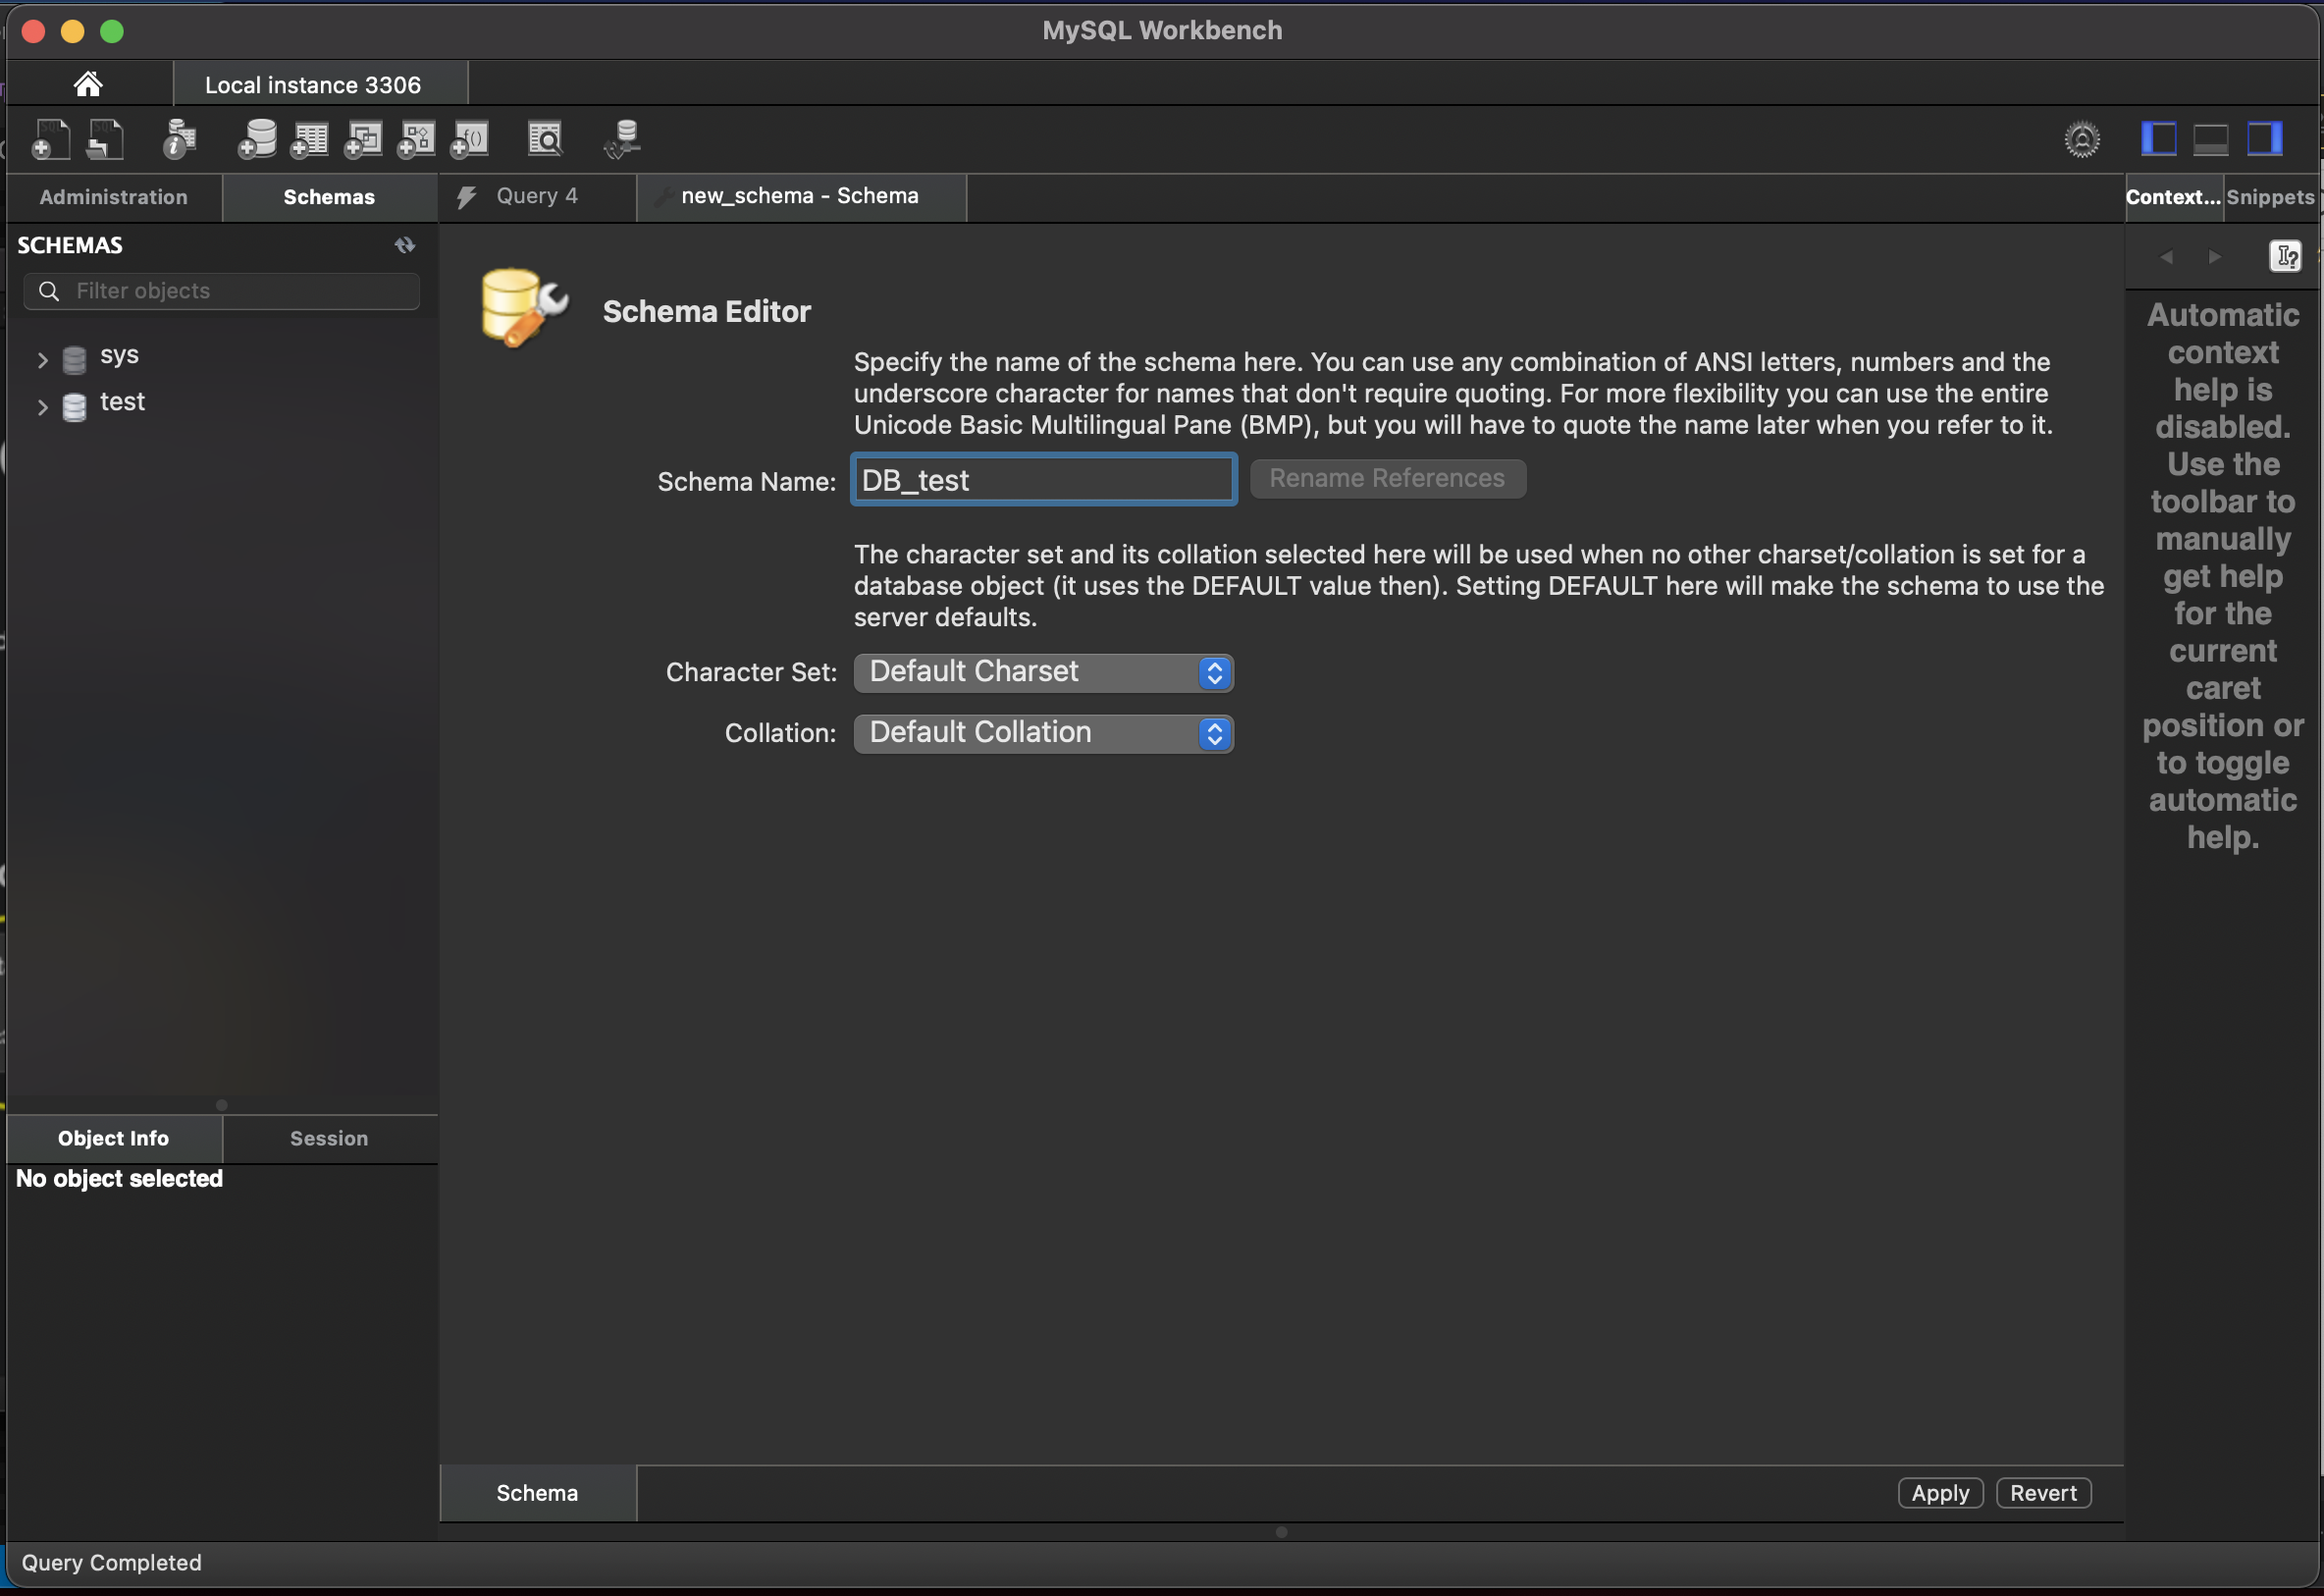 MySQL Workbench
Local instance 3306
Administration
Schemas
Query 4
new_schema - Schema
Context...
Snippets
SCHEMAS
Filter objects
sys
test
Schema Editor
Specify the name of the schema here. You can use any combination of ANSI letters, numbers and the
underscore character for names that don't require quoting. For more flexibility you can use the entire
Unicode Basic Multilingual Pane (BMP), but you will have to quote the name later when you refer to it.
Schema Name:
DB_test
Rename References
The character set and its collation selected here will be used when no other charset/collation is set for a
database object (it uses the DEFAULT value then). Setting DEFAULT here will make the schema to use the
server defaults.
Character Set:
Default Charset
Collation:
Default Collation
Automatic
context
help is
disabled.
Use the
toolbar to
manually
get help
for the
current
caret
position or
to toggle
automatic
help.
Object Info
Session
No object selected
Schema
Apply
Revert
Query Completed